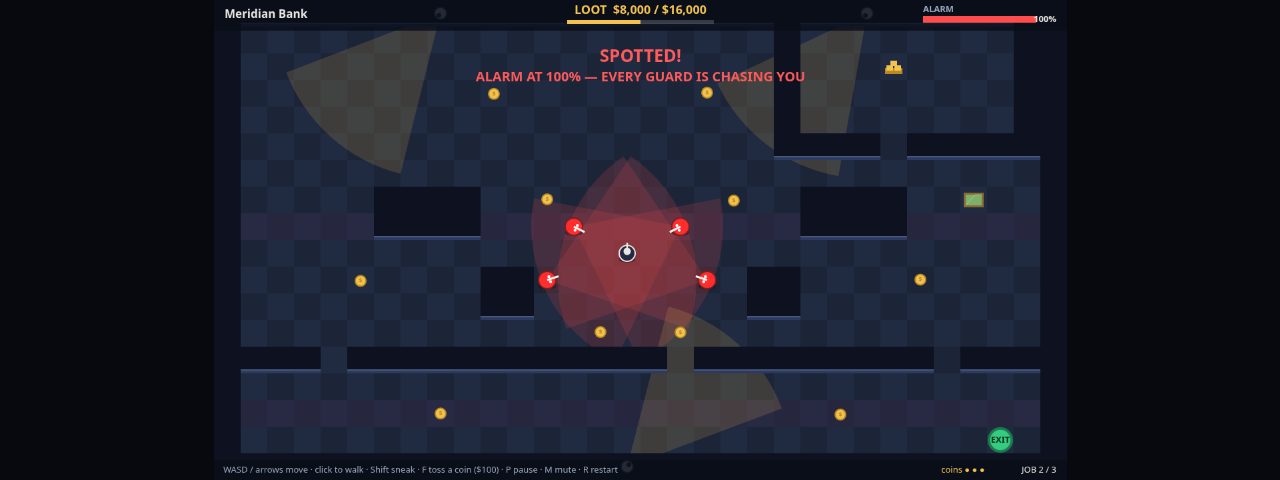 Meridian Bank
LOOT $8,000 / $16,000
ALARM
100%
SPOTTED!
ALARM AT 100% — EVERY GUARD IS CHASING YOU
EXIT
WASD / arrows move · click to walk · Shift sneak · F toss a coin ($100) · P pause · M mute · R restart
coins ● ● ●
JOB 2 / 3